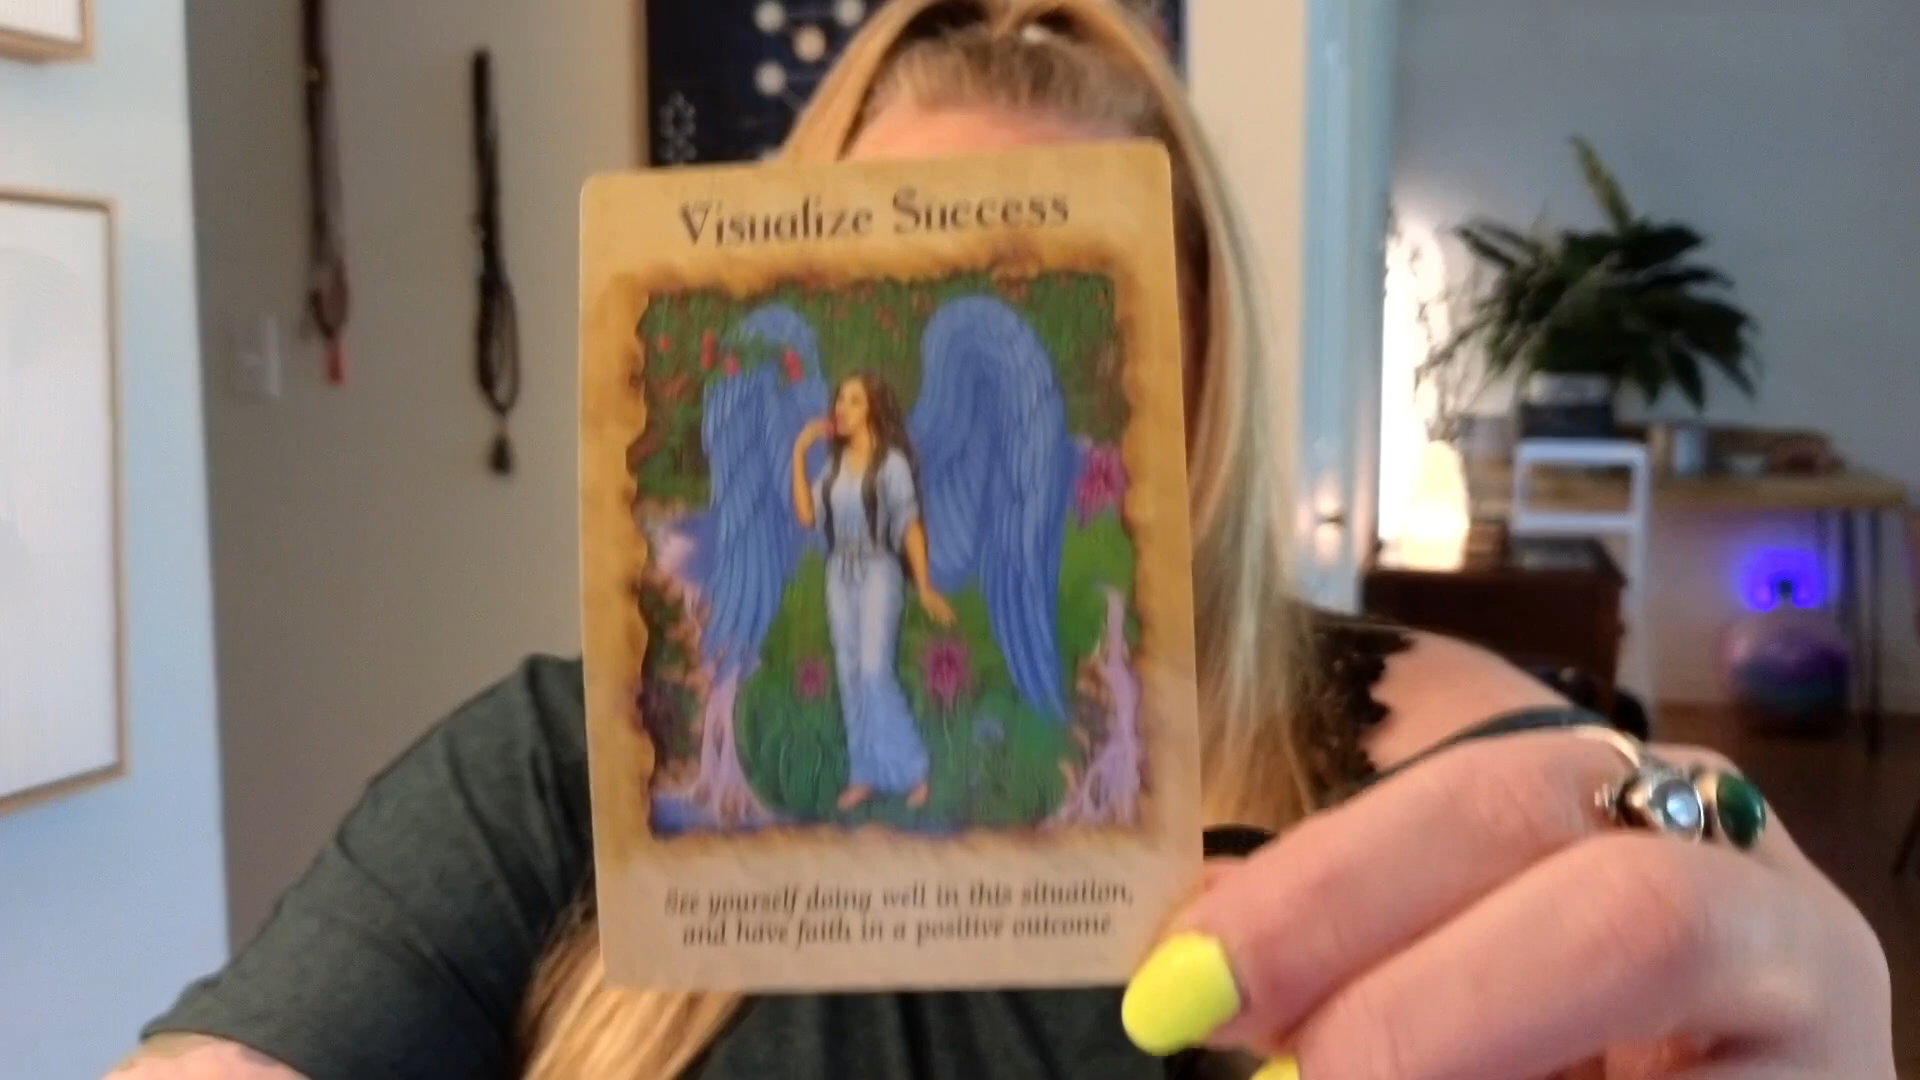 Visualize Success
See yourself doing well in this situation,
and have faith in a positive outcome.